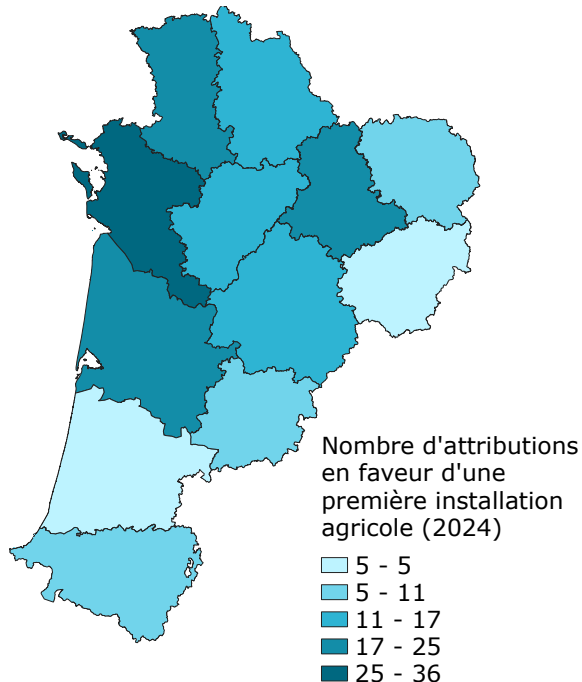 Nombre d'attributions
en faveur d'une
première installation
agricole (2024)
5 - 5
5 - 11
11 - 17
17 - 25
25 - 36